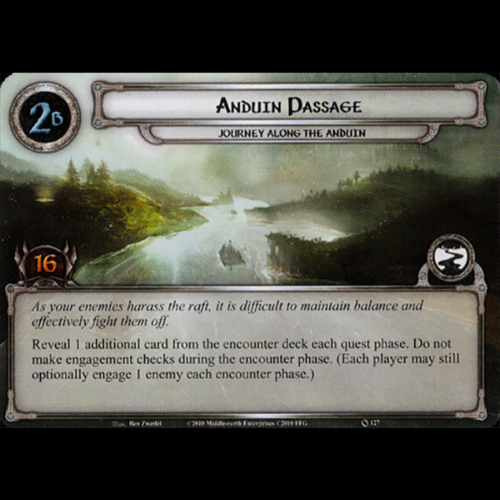 2B
ANDUIN PASSAGE
JOURNEY ALONG THE ANDUIN
16
As your enemies harass the raft, it is difficult to maintain balance and
effectively fight them off.
Reveal 1 additional card from the encounter deck each quest phase. Do not
make engagement checks during the encounter phase. (Each player may still
optionally engage 1 enemy each encounter phase.)
Illus. Ben Zweifel ©2010 Middle-earth Enterprises ©2010 FFG 127